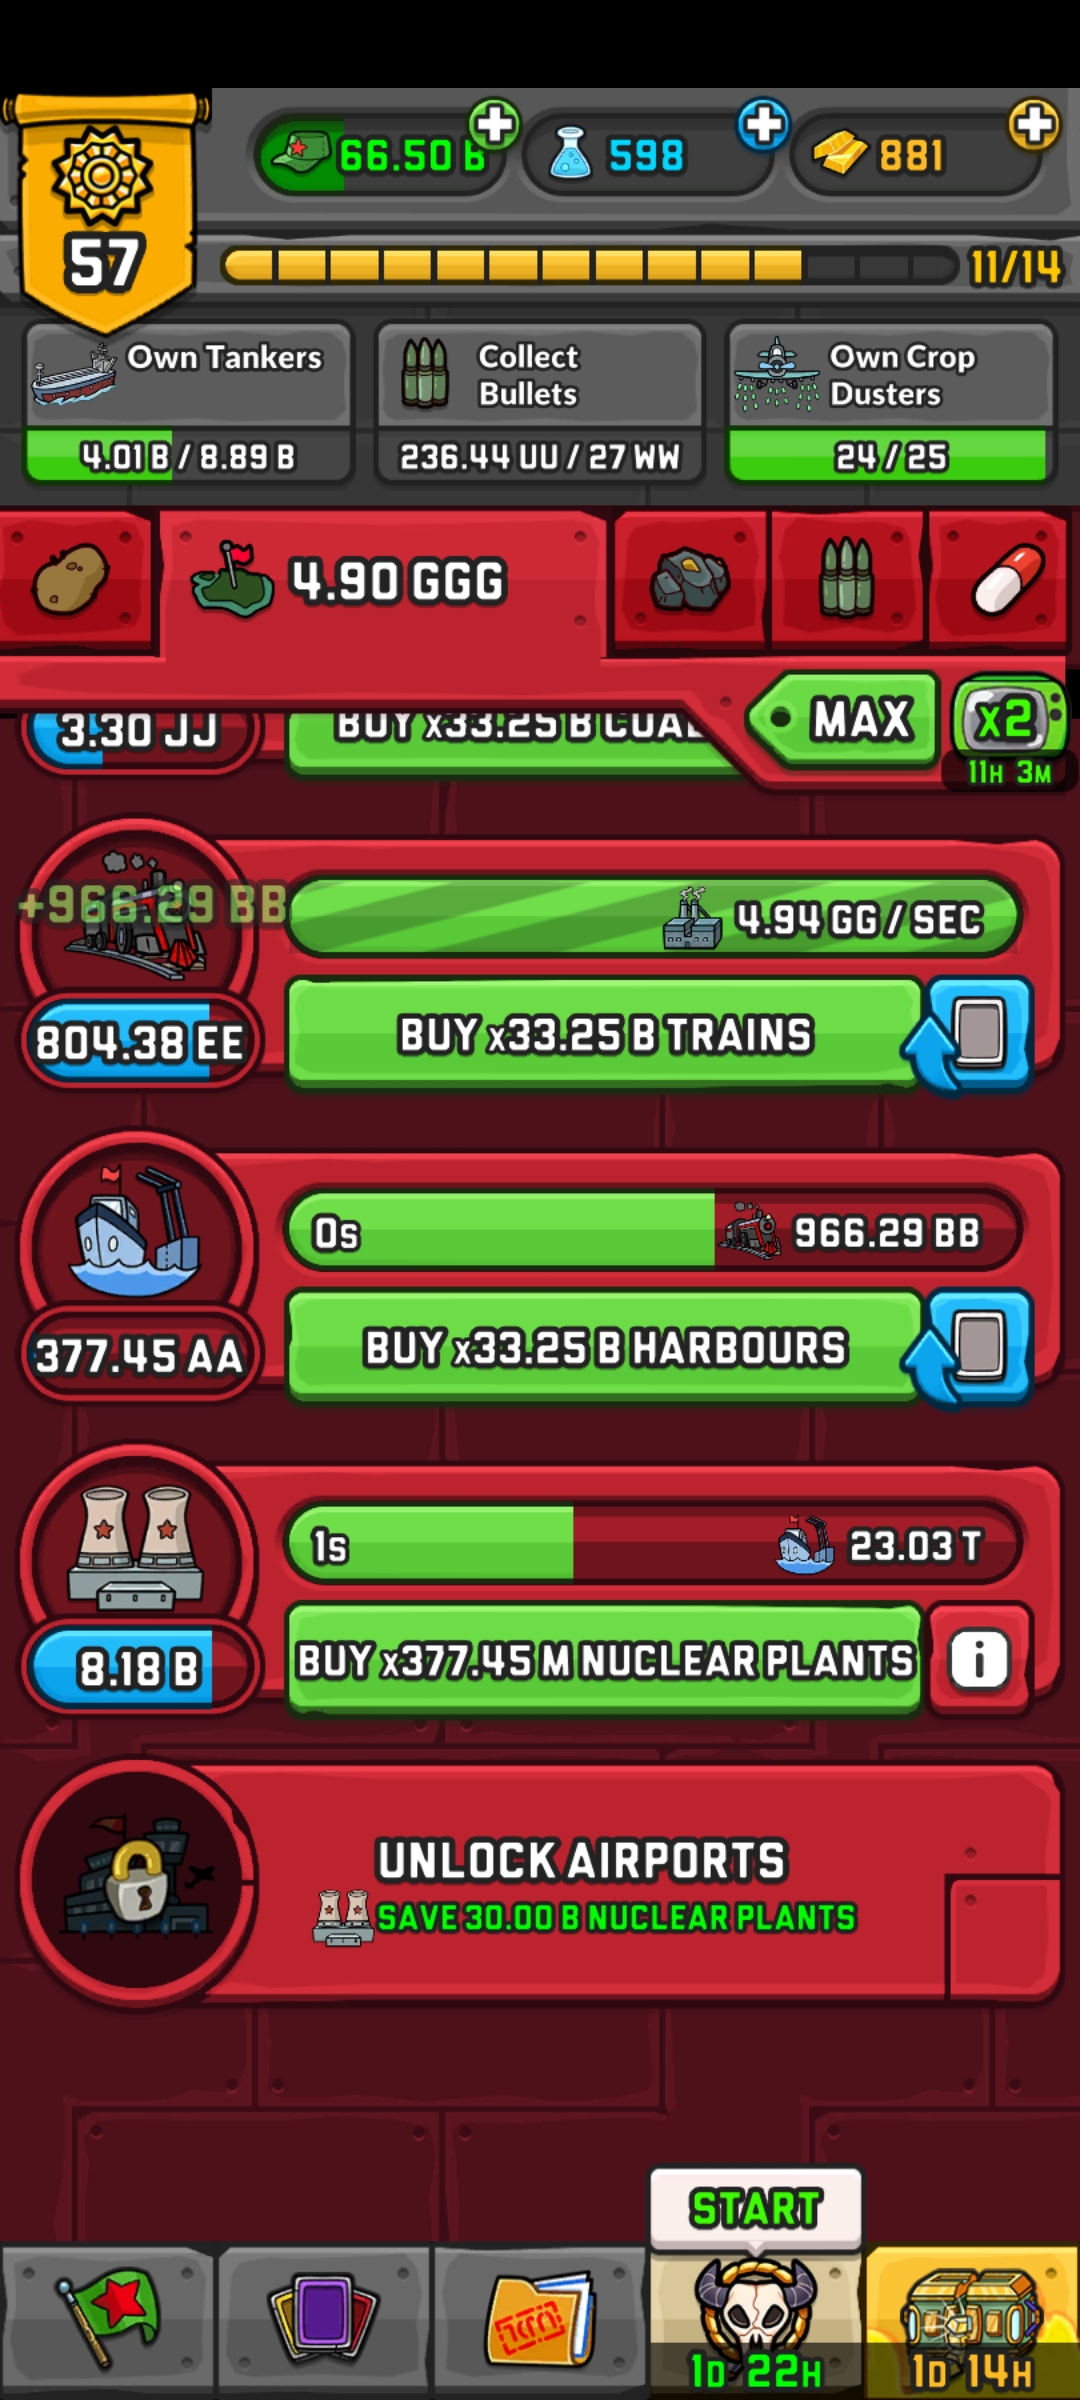 57
66.50 B
598
881
11/14
Own Tankers
4.01 B / 8.89 B
Collect
Bullets
236.44 UU / 27 WW
Own Crop
Dusters
24 / 25
4.90 GGG
MAX
x2
11H 3M
3.30 JJ
BUY x33.25 B COAL
+966.29 BB
4.94 GG / SEC
804.38 EE
BUY x33.25 B TRAINS
0s
966.29 BB
377.45 AA
BUY x33.25 B HARBOURS
1s
23.03 T
8.18 B
BUY x377.45 M NUCLEAR PLANTS
i
UNLOCK AIRPORTS
SAVE 30.00 B NUCLEAR PLANTS
START
1D 22H
1D 14H